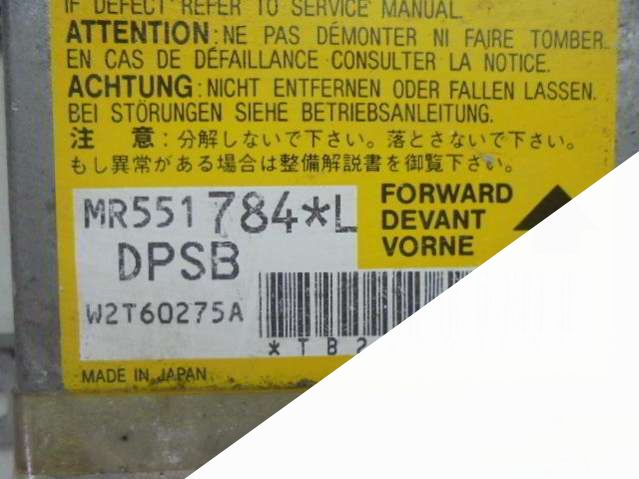 IF DEFECT REFER TO SERVICE MANUAL.
ATTENTION:NE PAS DÉMONTER NI FAIRE TOMBER.
EN CAS DE DÉFAILLANCE CONSULTER LA NOTICE.
ACHTUNG:NICHT ENTFERNEN ODER FALLEN LASSEN.
BEI STÖRUNGEN SIEHE BETRIEBSANLEITUNG.
注 意:分解しないで下さい。落とさないで下さい。
もし異常がある場合は整備解説書を御覧下さい。
MR551784*L
FORWARD
DEVANT
VORNE
DPSB
W2T60275A
*TB2
MADE IN JAPAN